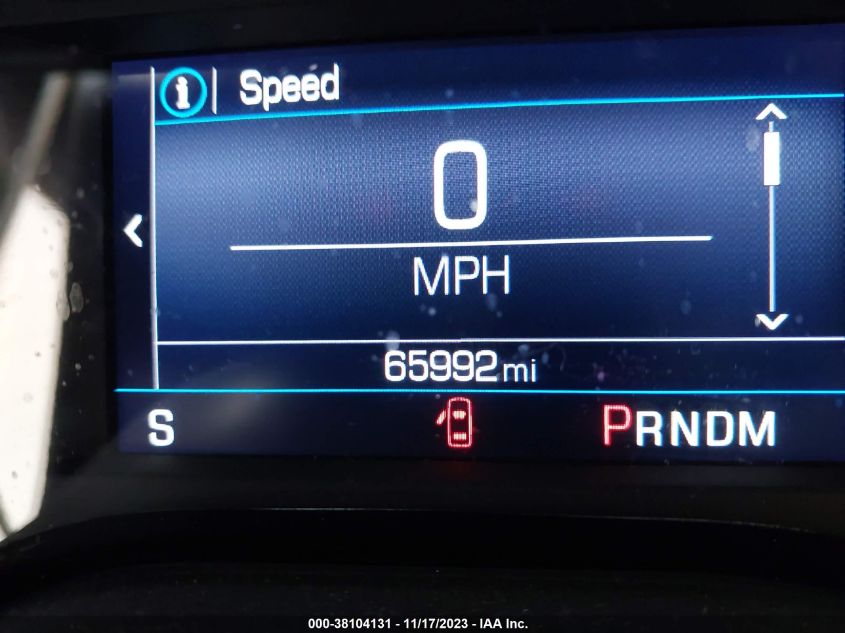 i | Speed
0
MPH
65992 mi
S PRNDM
000-38104131 - 11/17/2023 - IAA Inc.